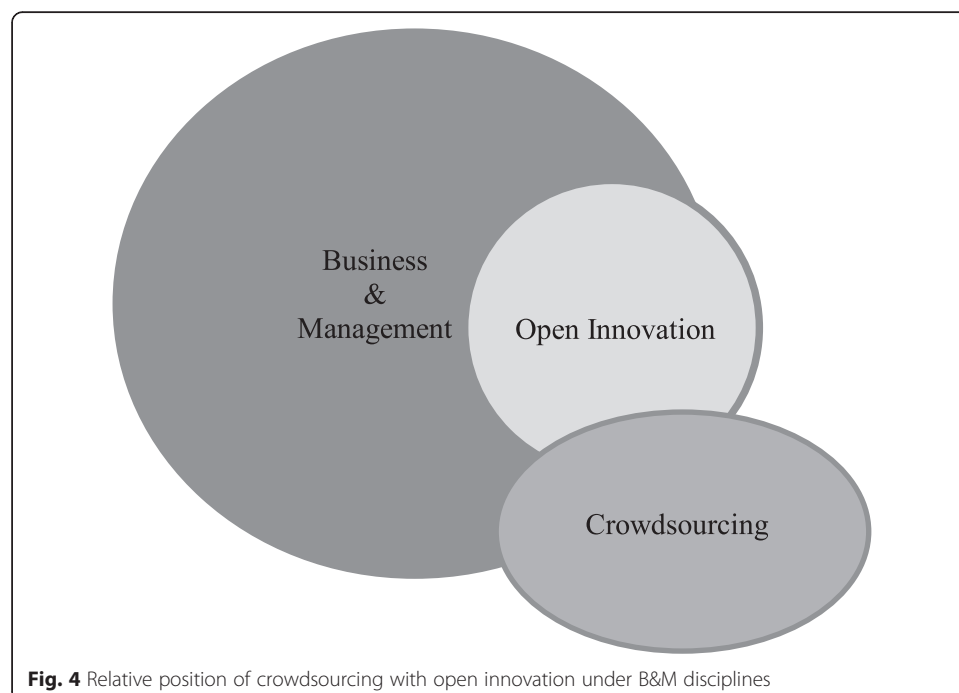 Business
&
Management
Open Innovation
Crowdsourcing
Fig. 4 Relative position of crowdsourcing with open innovation under B&M disciplines